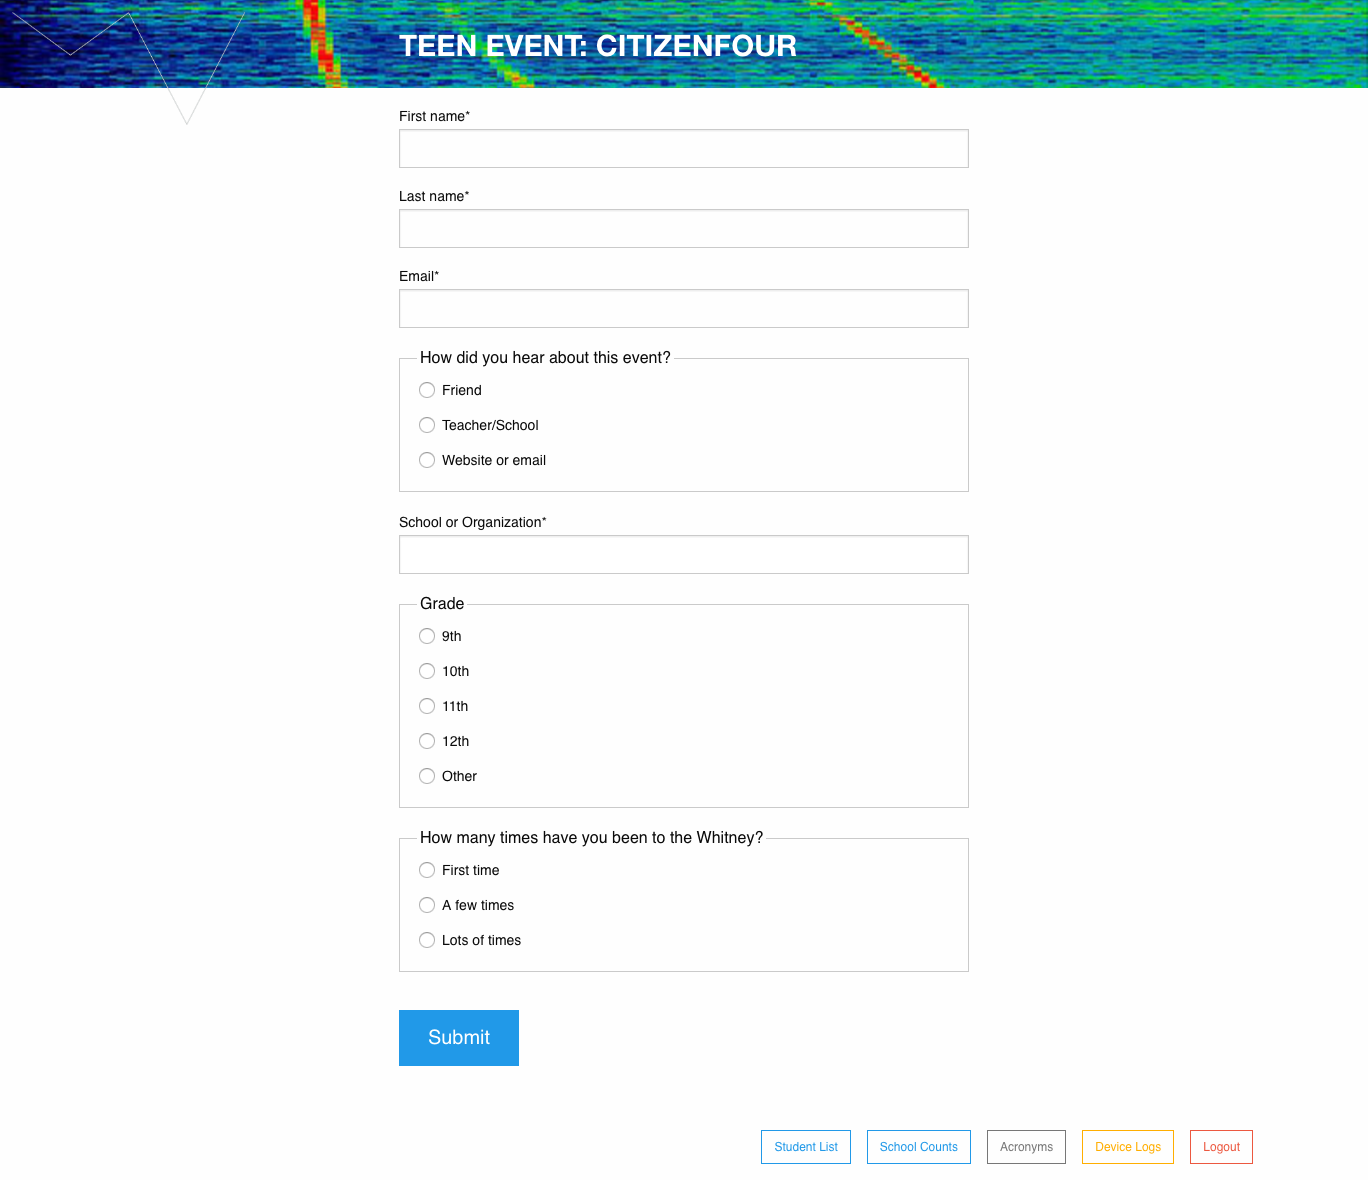 TEEN EVENT: CITIZENFOUR
First name*
Last name*
Email*
How did you hear about this event?
Friend
Teacher/School
Website or email
School or Organization*
Grade
9th
10th
11th
12th
Other
How many times have you been to the Whitney?
First time
A few times
Lots of times
Submit
Student List School Counts Acronyms Device Logs Logout